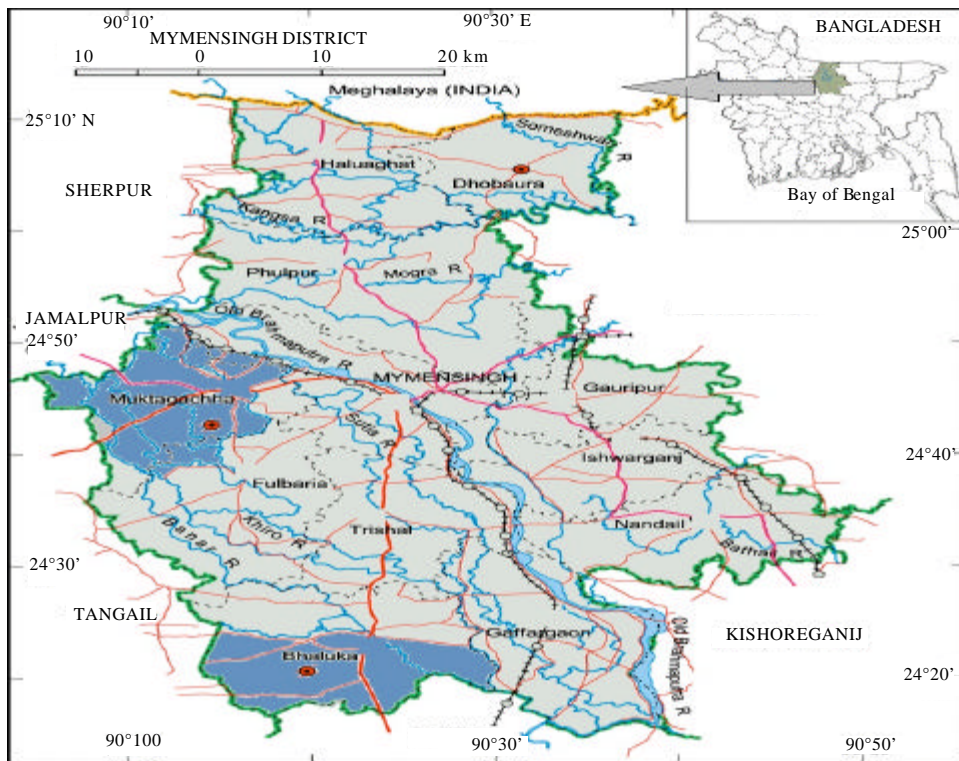 90°10'
90°30' E
MYMENSINGH DISTRICT
10 0 10 20 km
BANGLADESH
Bay of Bengal
Meghalaya (INDIA)
25°10' N
Someshwari R
Haluaghat
Dhobaura
SHERPUR
Kangsa R
25°00'
Phulpur
Mogra R
JAMALPUR
Old Brahmaputra R
24°50'
MYMENSINGH
Gauripur
Muktagachha
Sutia R
Ishwarganj
24°40'
Fulbaria
Trishal
Nandail
Khiro R
Banar R
24°30'
TANGAIL
Gaffargaon
Old Brahmaputra R
KISHOREGANIJ
Bhaluka
24°20'
90°100
90°30'
90°50'